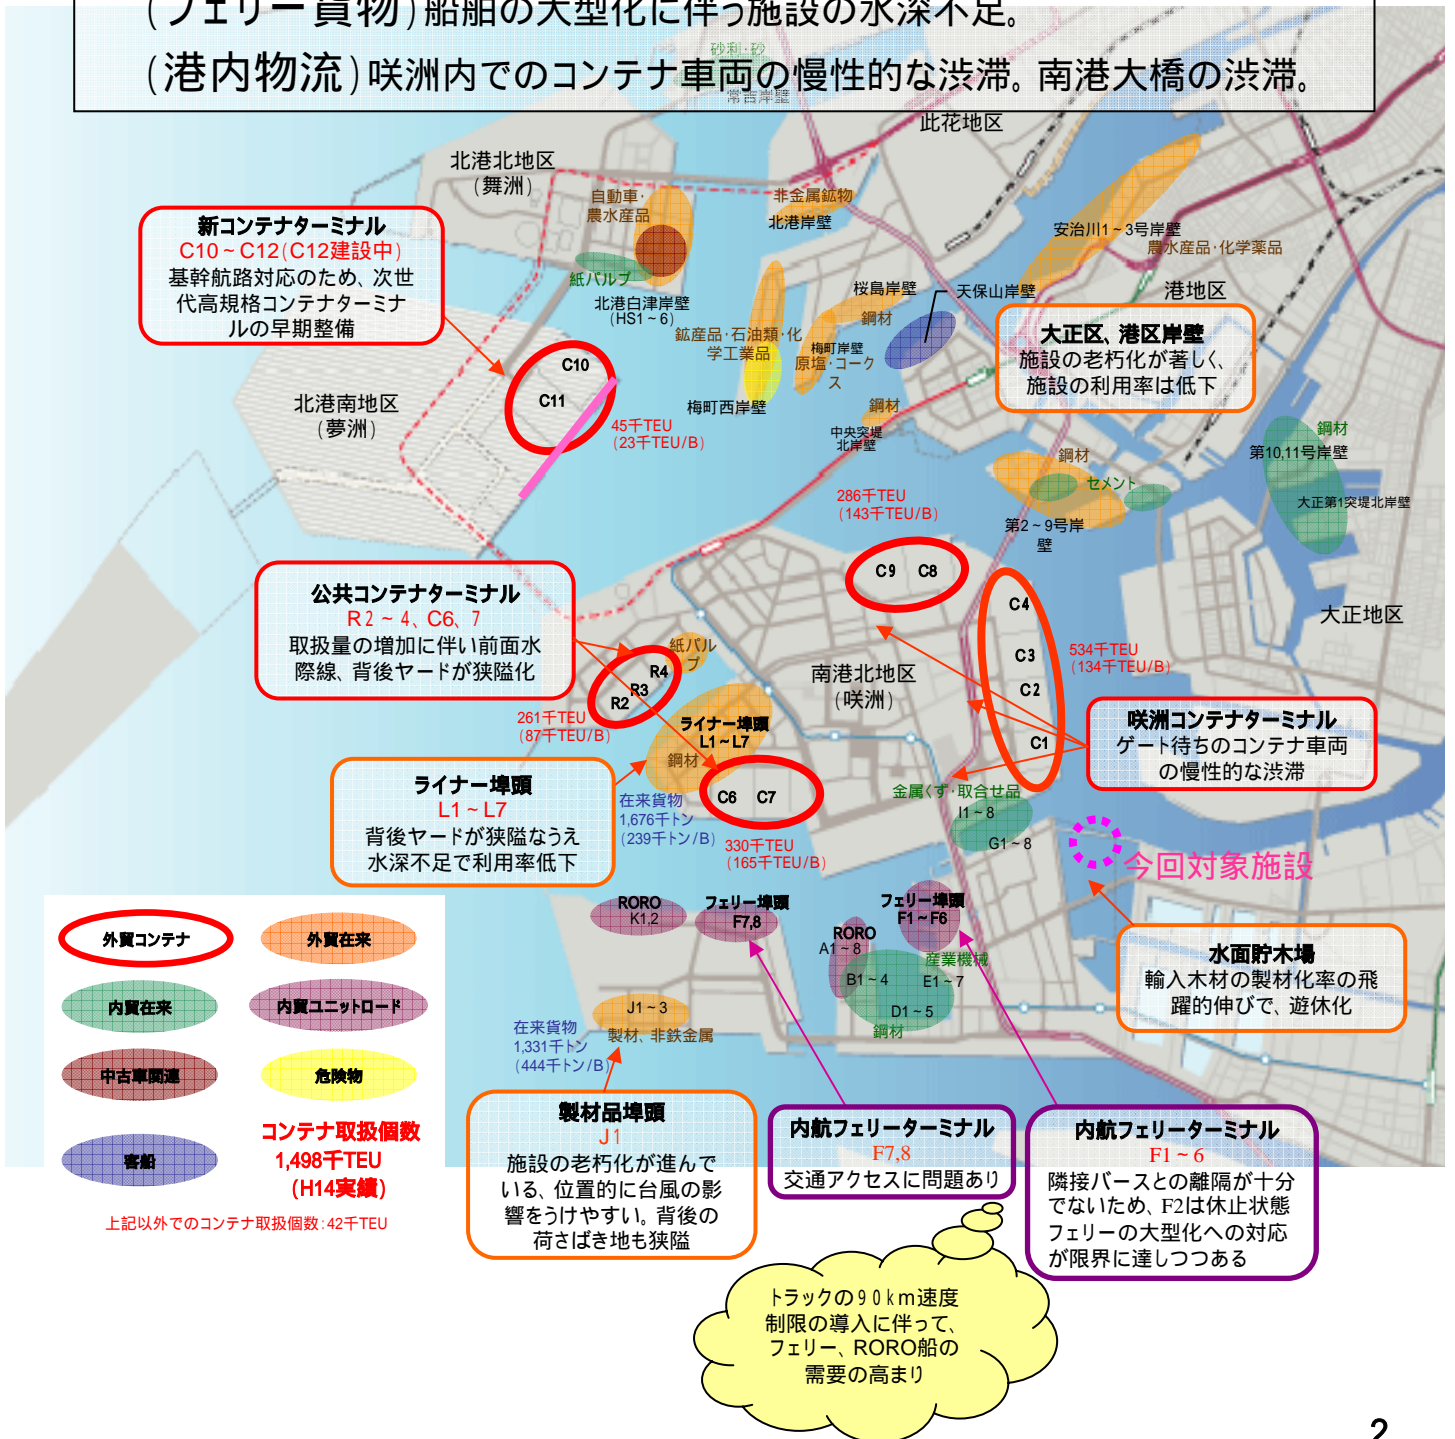 (フェリー貨物)船舶の大型化に伴う施設の水深不足。
(港内物流)咲洲内でのコンテナ車両の慢性的な渋滞。南港大橋の渋滞。
砂利・砂
常吉岸壁
此花地区
北港北地区
(舞洲)
自動車・
農水産品
非金属鉱物
北港岸壁
安治川1~3号岸壁
農水産品・化学薬品
新コンテナターミナル
C10~C12(C12建設中)
基幹航路対応のため、次世
代高規格コンテナターミナ
ルの早期整備
紙パルプ
北港白津岸壁
(HS1~6)
桜島岸壁
鋼材
天保山岸壁
港地区
鉱産品・石油類・化
学工業品
梅町岸壁
原塩・コーク
ス
梅町西岸壁
大正区、港区岸壁
施設の老朽化が著しく、
施設の利用率は低下
C10
C11
北港南地区
(夢洲)
45千TEU
(23千TEU/B)
鋼材
中央突堤
北岸壁
鋼材
第10,11号岸壁
大正第1突堤北岸壁
鋼材
セメント
第2~9号岸
壁
286千TEU
(143千TEU/B)
C9
C8
C4
C3
C2
C1
534千TEU
(134千TEU/B)
大正地区
公共コンテナターミナル
R2~4、C6、7
取扱量の増加に伴い前面水
際線、背後ヤードが狭隘化
紙パル
プ
R4
R3
R2
261千TEU
(87千TEU/B)
南港北地区
(咲洲)
ライナー埠頭
L1~L7
鋼材
咲洲コンテナターミナル
ゲート待ちのコンテナ車両
の慢性的な渋滞
ライナー埠頭
L1~L7
背後ヤードが狭隘なうえ
水深不足で利用率低下
在来貨物
1,676千トン
(239千トン/B)
C6
C7
330千TEU
(165千TEU/B)
金属くず・取合せ品
I1~8
G1~8
今回対象施設
RORO
K1,2
フェリー埠頭
F7,8
フェリー埠頭
F1~F6
RORO
A1~8
産業機械
B1~4
E1~7
D1~5
鋼材
水面貯木場
輸入木材の製材化率の飛
躍的伸びで、遊休化
外貿コンテナ
外貿在来
内貿在来
内貿ユニットロード
中古車関連
危険物
客船
コンテナ取扱個数
1,498千TEU
(H14実績)
上記以外でのコンテナ取扱個数:42千TEU
J1~3
製材、非鉄金属
在来貨物
1,331千トン
(444千トン/B)
製材品埠頭
J1
施設の老朽化が進んで
いる、位置的に台風の影
響をうけやすい。背後の
荷さばき地も狭隘
内航フェリーターミナル
F7,8
交通アクセスに問題あり
内航フェリーターミナル
F1~6
隣接バースとの離隔が十分
でないため、F2は休止状態
フェリーの大型化への対応
が限界に達しつつある
トラックの90km速度
制限の導入に伴って、
フェリー、RORO船の
需要の高まり
2